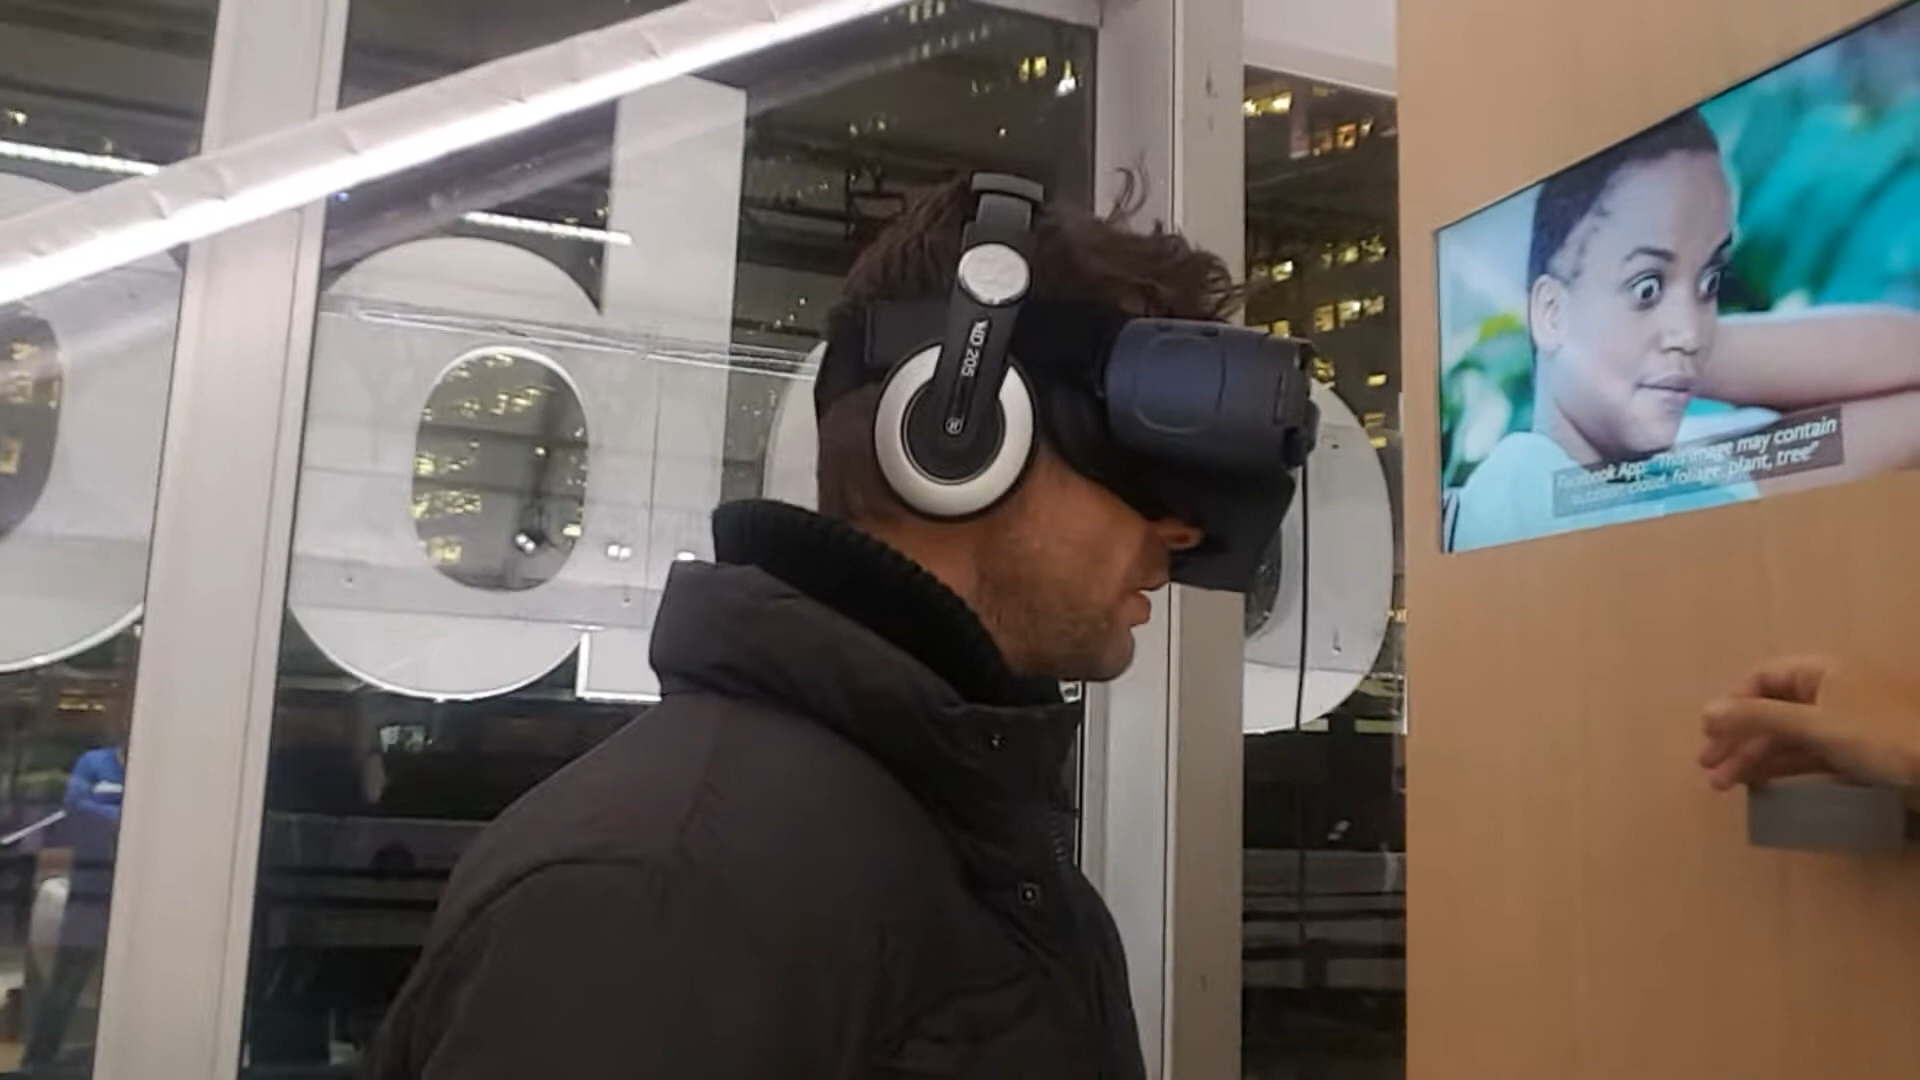 HD 205
Facebook App: "This image may contain
outdoor, cloud, foliage, plant, tree"